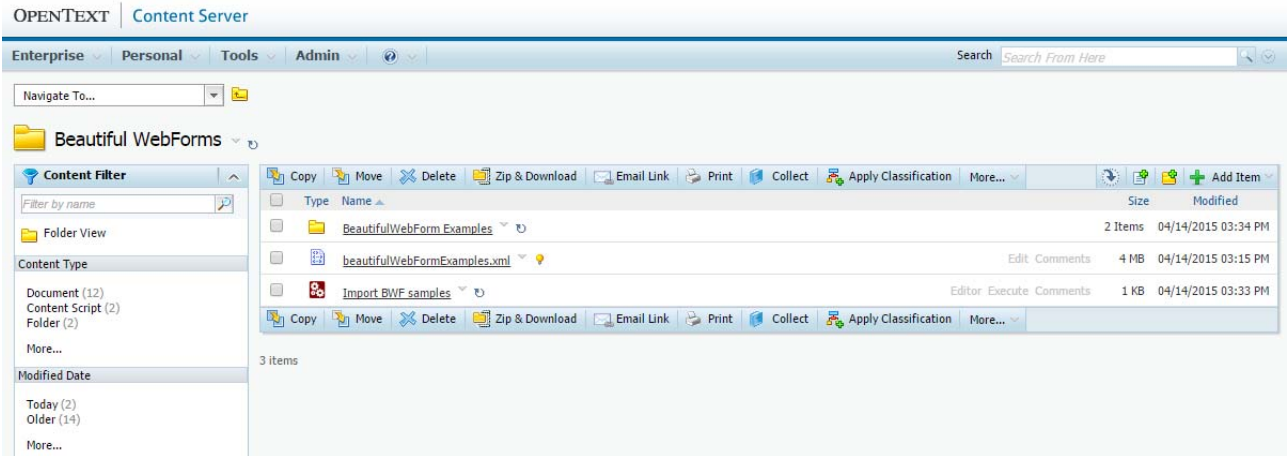 OPENTEXT | Content Server
Enterprise Personal Tools Admin Search Search From Here
Navigate To...
Beautiful WebForms
Content Filter
Filter by name
Folder View
Content Type
Document (12)
Content Script (2)
Folder (2)
More...
Modified Date
Today (2)
Older (14)
More...
Copy Move Delete Zip & Download Email Link Print Collect Apply Classification More... Add Item
Type Name Size Modified
BeautifulWebForm Examples 2 Items 04/14/2015 03:34 PM
beautifulWebFormExamples.xml Edit Comments 4 MB 04/14/2015 03:15 PM
Import BWF samples Editor Execute Comments 1 KB 04/14/2015 03:33 PM
Copy Move Delete Zip & Download Email Link Print Collect Apply Classification More...
3 items